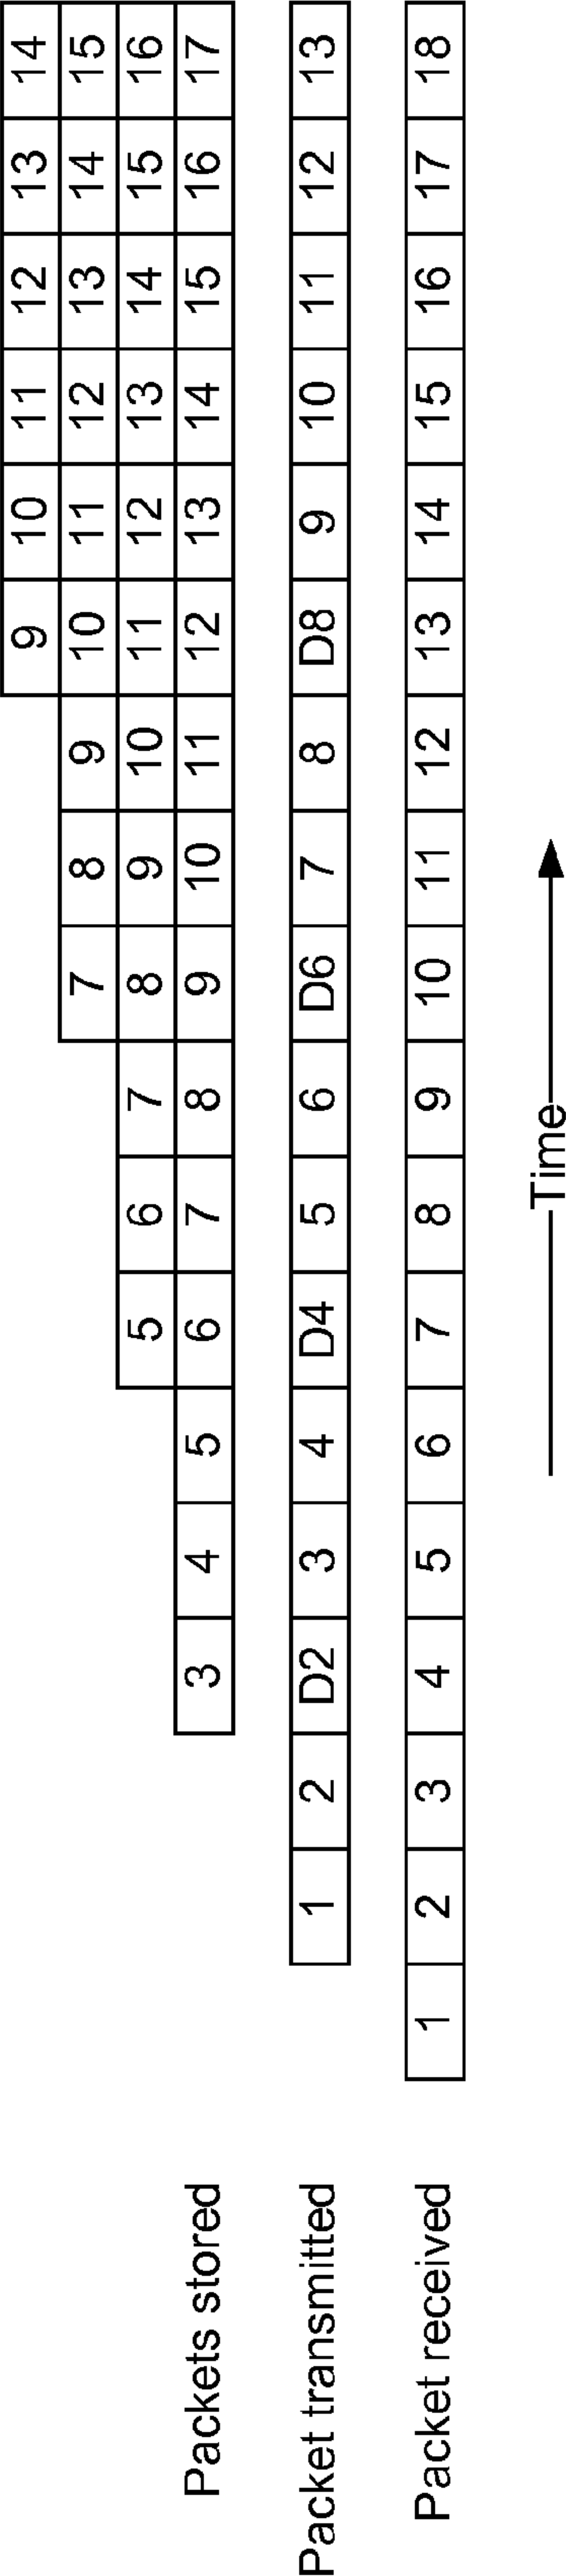 9 10 11 12 13 14
7 8 9 10 11 12 13 14 15
5 6 7 8 9 10 11 12 13 14 15 16
Packets stored 3 4 5 6 7 8 9 10 11 12 13 14 15 16 17
Packet transmitted 1 2 D2 3 4 D4 5 6 D6 7 8 D8 9 10 11 12 13
Packet received 1 2 3 4 5 6 7 8 9 10 11 12 13 14 15 16 17 18
Time